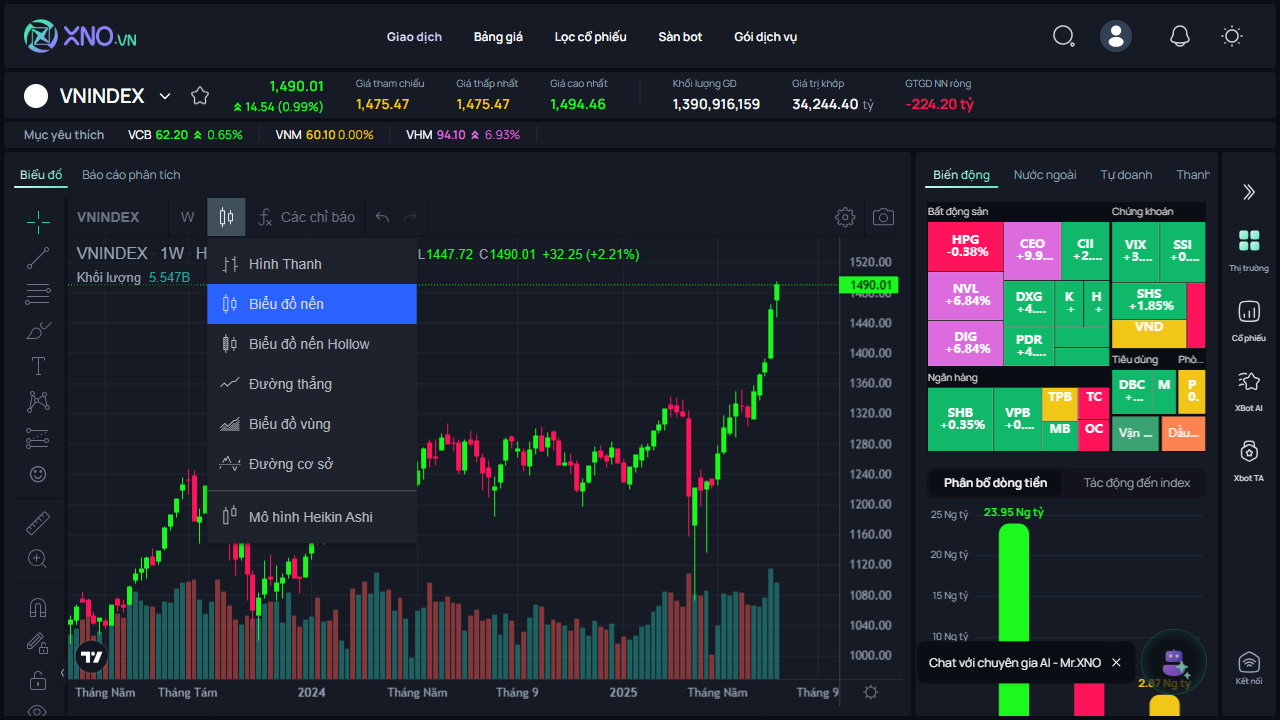 XNO.VN
Giao dịch
Bảng giá
Lọc cổ phiếu
Sàn bot
Gói dịch vụ
VNINDEX
1,490.01
14.54 (0.99%)
Giá tham chiếu
1,475.47
Giá thấp nhất
1,475.47
Giá cao nhất
1,494.46
Khối lượng GD
1,390,916,159
Giá trị khớp
34,244.40 tỷ
GTGD NN ròng
-224.20 tỷ
Mục yêu thích
VCB 62.20 0.65%
VNM 60.10 0.00%
VHM 94.10 6.93%
Biểu đồ
Báo cáo phân tích
VNINDEX
W
Các chỉ báo
VNINDEX · 1W · H
L1447.72 C1490.01 +32.25 (+2.21%)
Khối lượng 5.547B
Hình Thanh
Biểu đồ nến
Biểu đồ nến Hollow
Đường thẳng
Biểu đồ vùng
Đường cơ sở
Mô hình Heikin Ashi
1520.00
1490.01
1480.00
1440.00
1400.00
1360.00
1320.00
1280.00
1240.00
1200.00
1160.00
1120.00
1080.00
1040.00
1000.00
Tháng Năm
Tháng Tám
2024
Tháng Năm
Tháng 9
2025
Tháng Năm
Tháng 9
Biến động
Nước ngoài
Tự doanh
Thanh
Bất động sản
HPG
-0.38%
CEO
+9.9...
CII
+2....
NVL
+6.84%
DXG
+4....
K
+
H
+
DIG
+6.84%
PDR
+4....
Chứng khoán
VIX
+3....
SSI
+0....
SHS
+1.85%
VND
Ngân hàng
SHB
+0.35%
VPB
+0....
TPB
TC
MB
OC
Tiêu dùng
DBC
+...
M
Phò...
P
0.
Vận ...
Dầu...
Phân bổ dòng tiền
Tác động đến index
25 Ng tỷ
23.95 Ng tỷ
20 Ng tỷ
15 Ng tỷ
10 Ng tỷ
Chat với chuyên gia AI - Mr.XNO
2.87 Ng tỷ
Thị trường
Cổ phiếu
XBot AI
Xbot TA
Kết nối